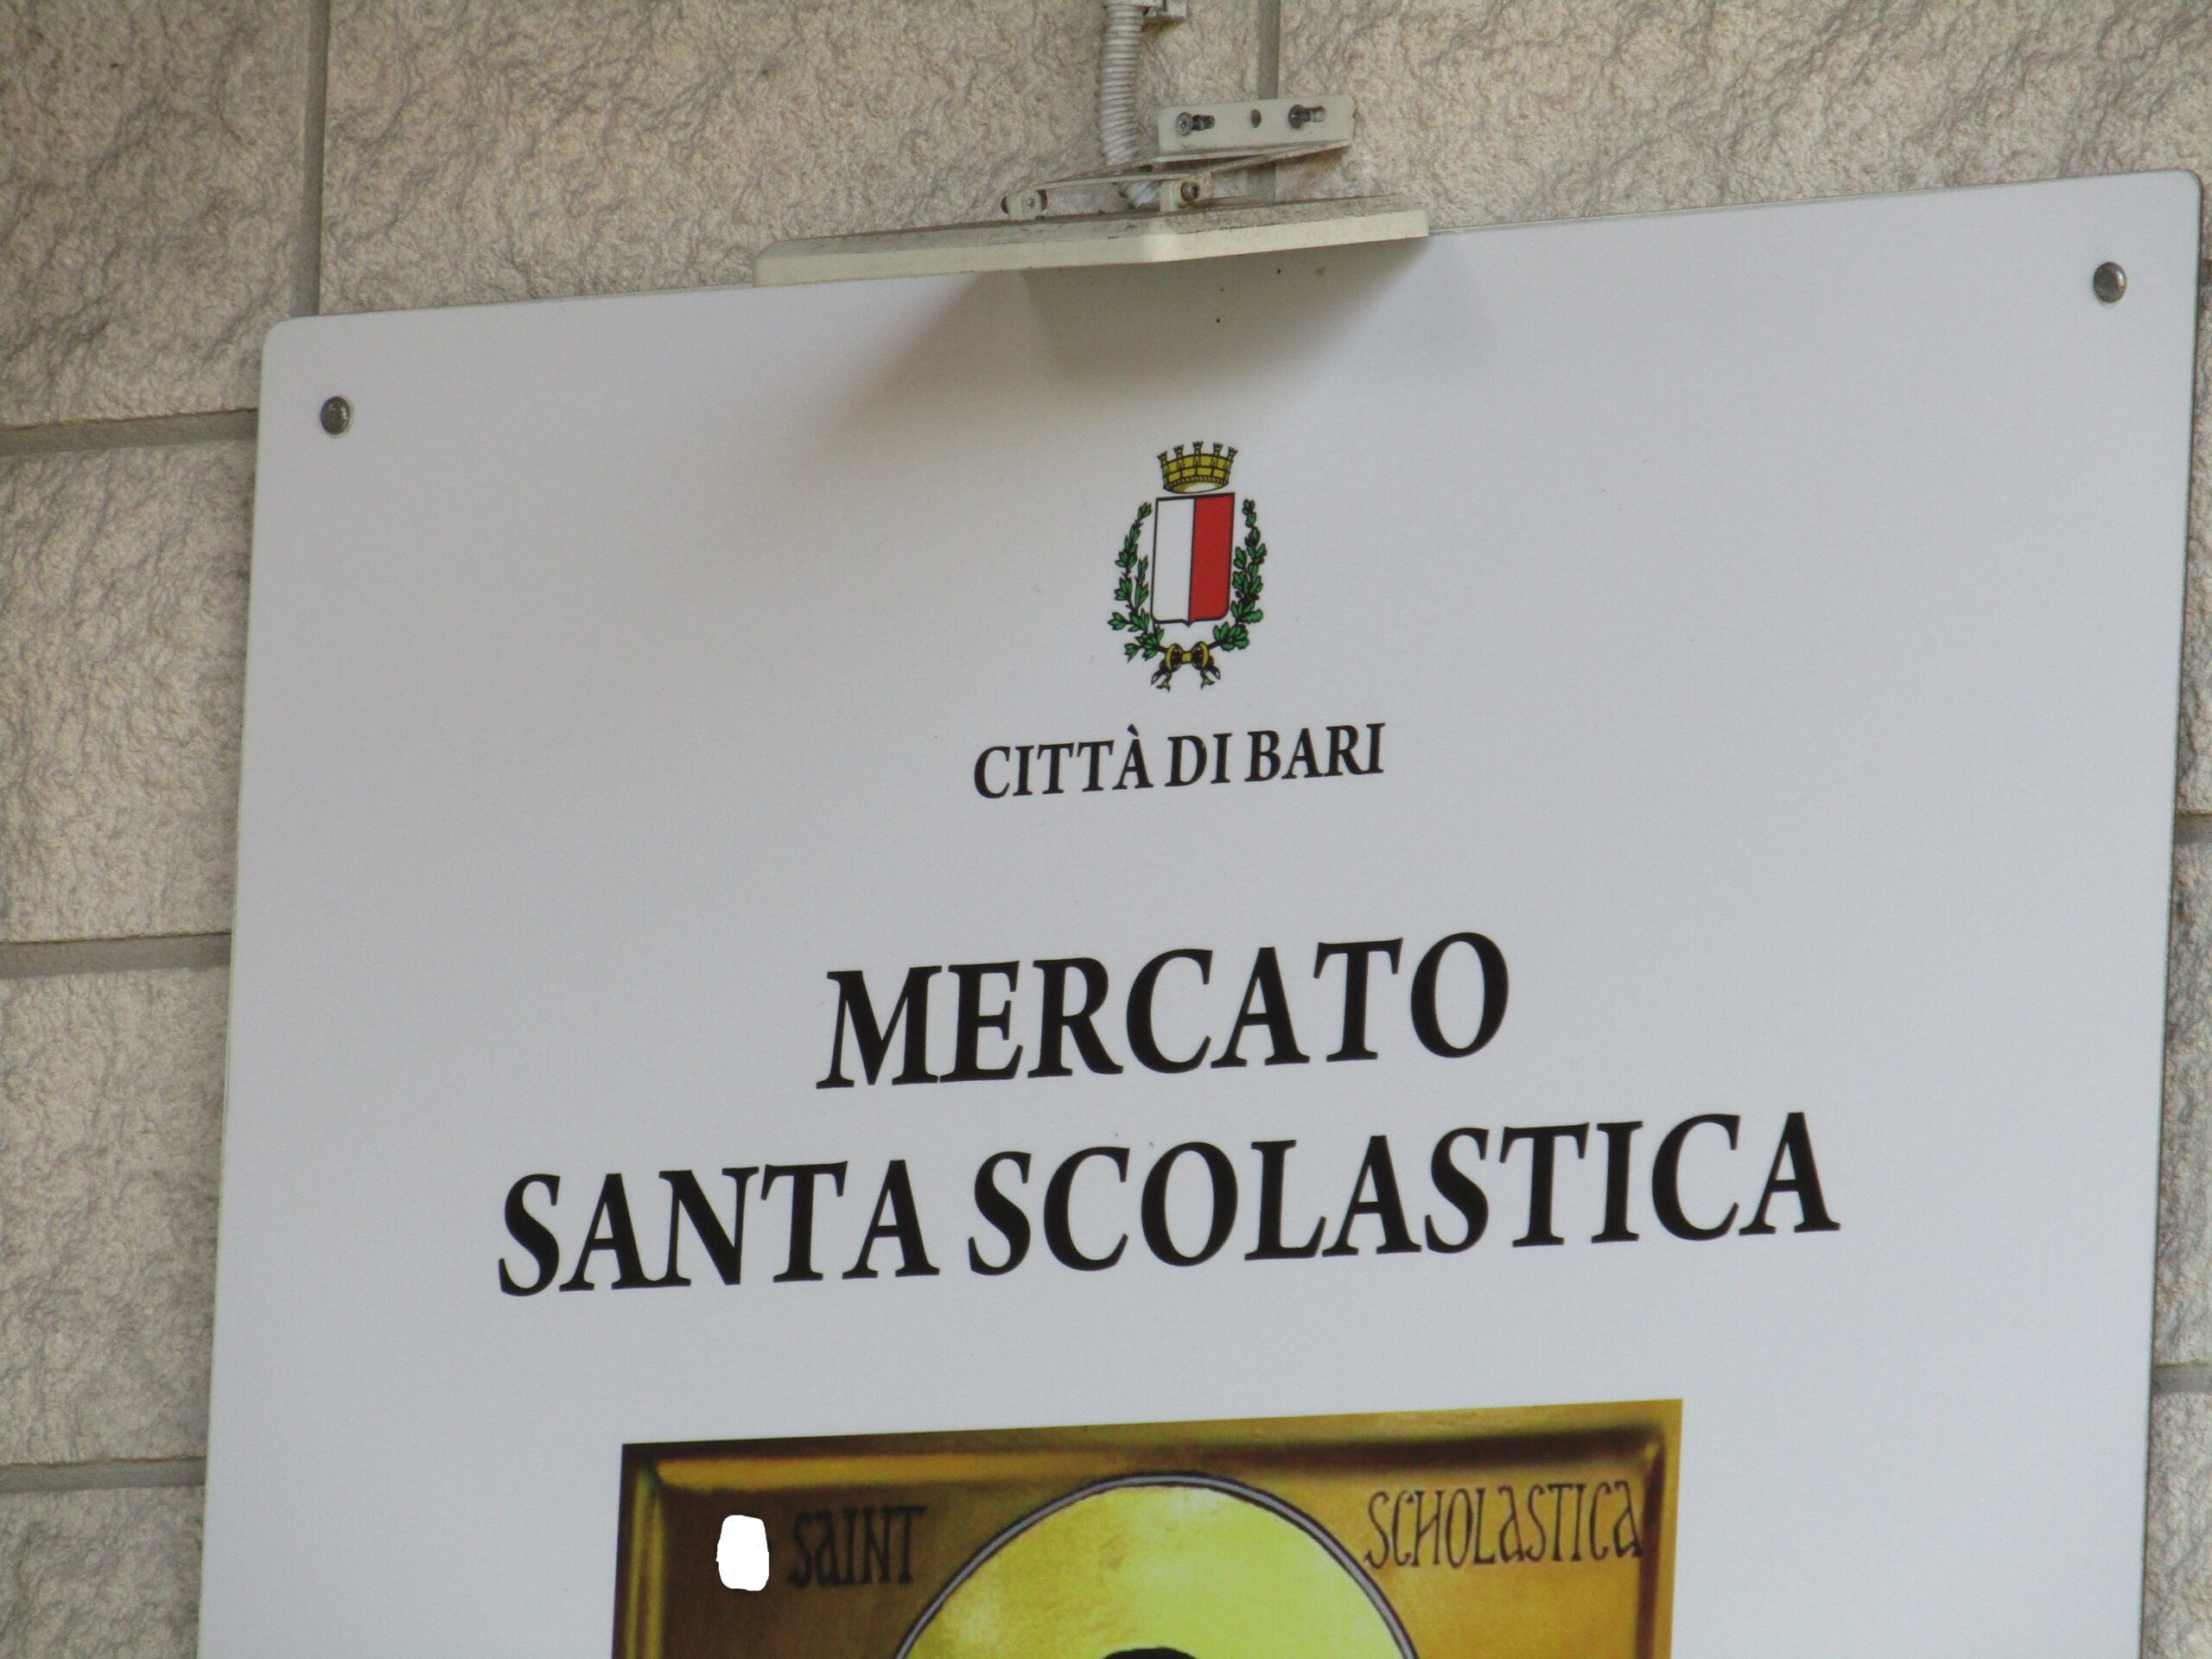 CITTÀ DI BARI
MERCATO
SANTA SCOLASTICA
SAINT SCHOLASTICA